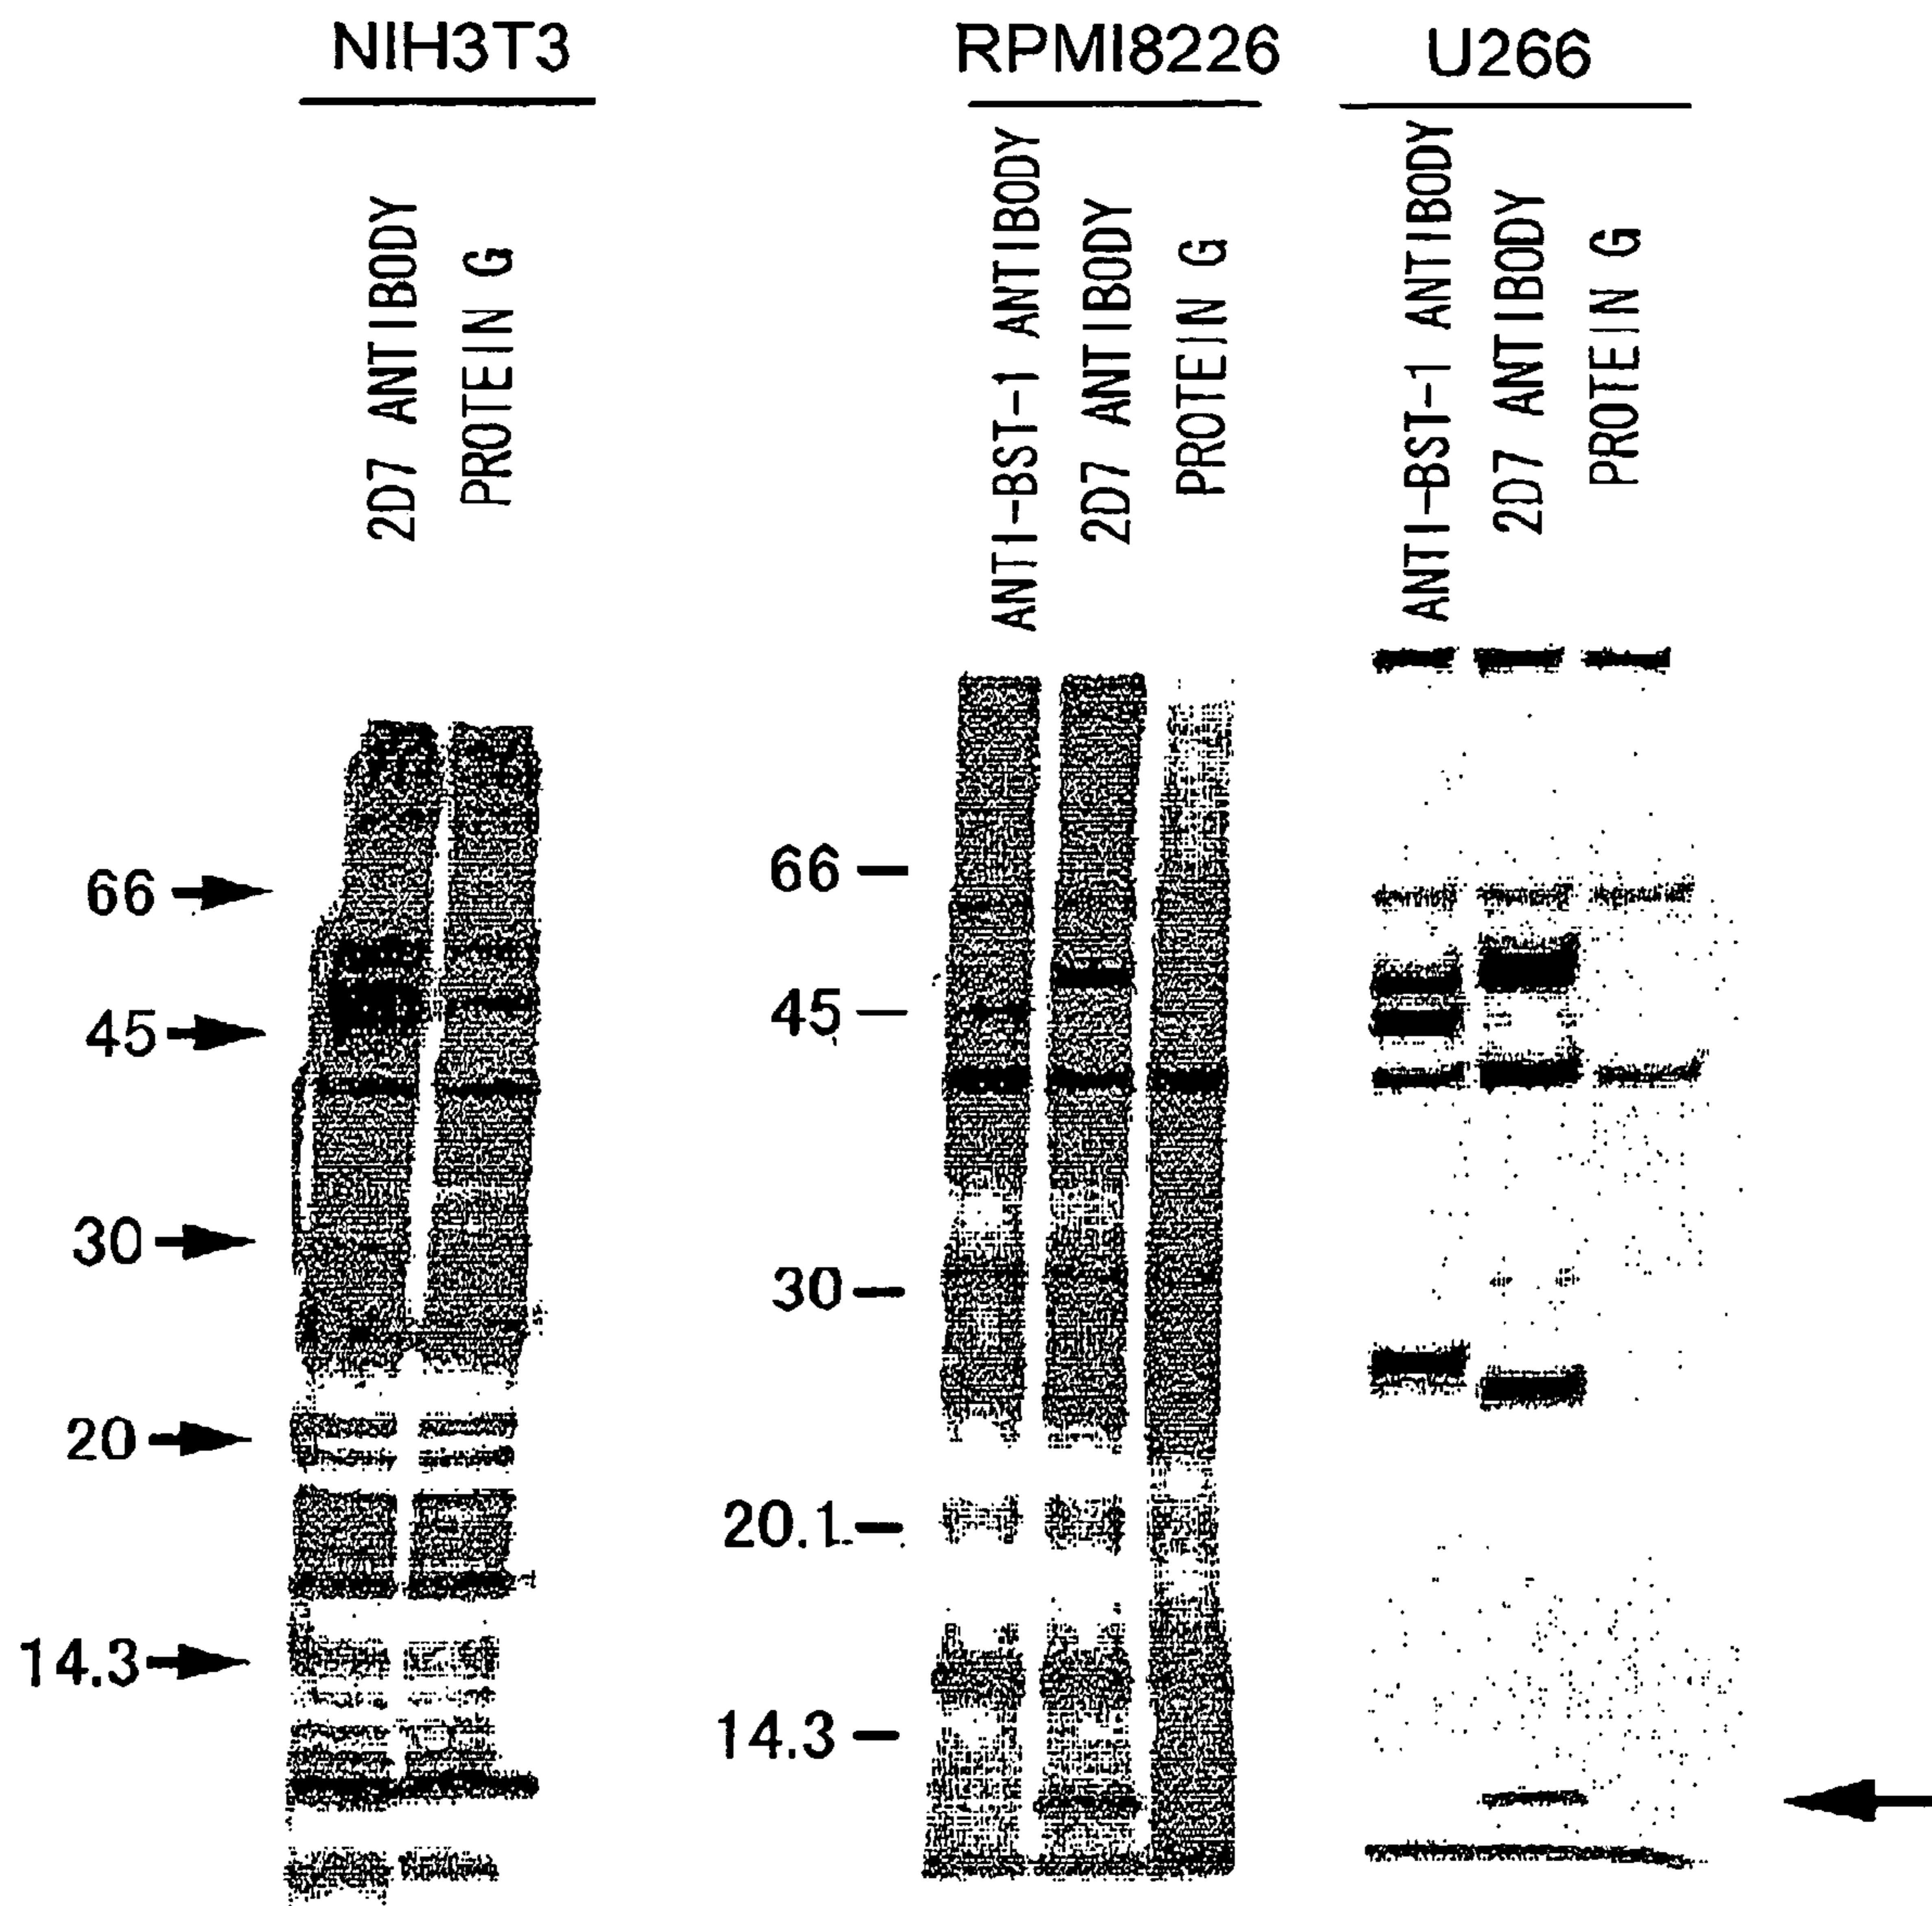 NIH3T3
2D7 ANTIBODY
PROTEIN G
66
45
30
20
14.3
RPMI8226
ANTI-BST-1 ANTIBODY
2D7 ANTIBODY
PROTEIN G
66
45
30
20.1
14.3
U266
ANTI-BST-1 ANTIBODY
2D7 ANTIBODY
PROTEIN G